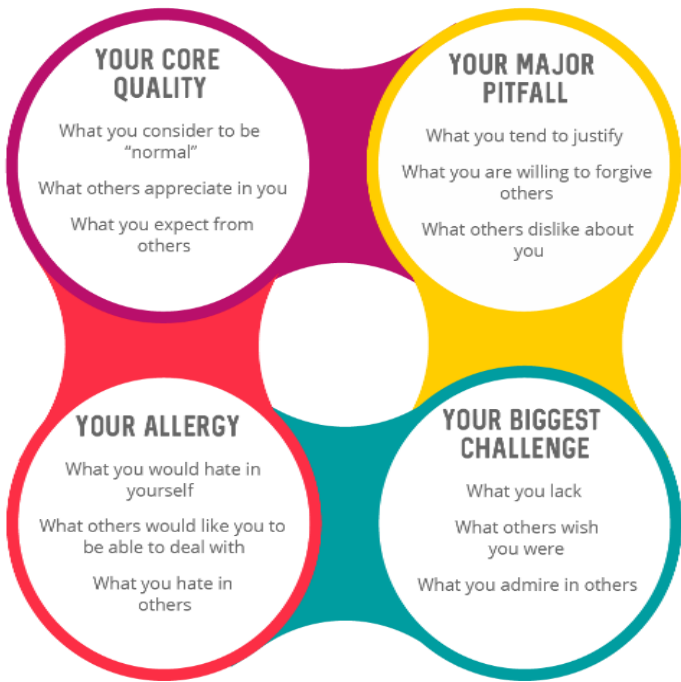 YOUR CORE
QUALITY
What you consider to be
“normal”
What others appreciate in you
What you expect from
others
YOUR MAJOR
PITFALL
What you tend to justify
What you are willing to forgive
others
What others dislike about
you
YOUR ALLERGY
What you would hate in
yourself
What others would like you to
be able to deal with
What you hate in
others
YOUR BIGGEST
CHALLENGE
What you lack
What others wish
you were
What you admire in others